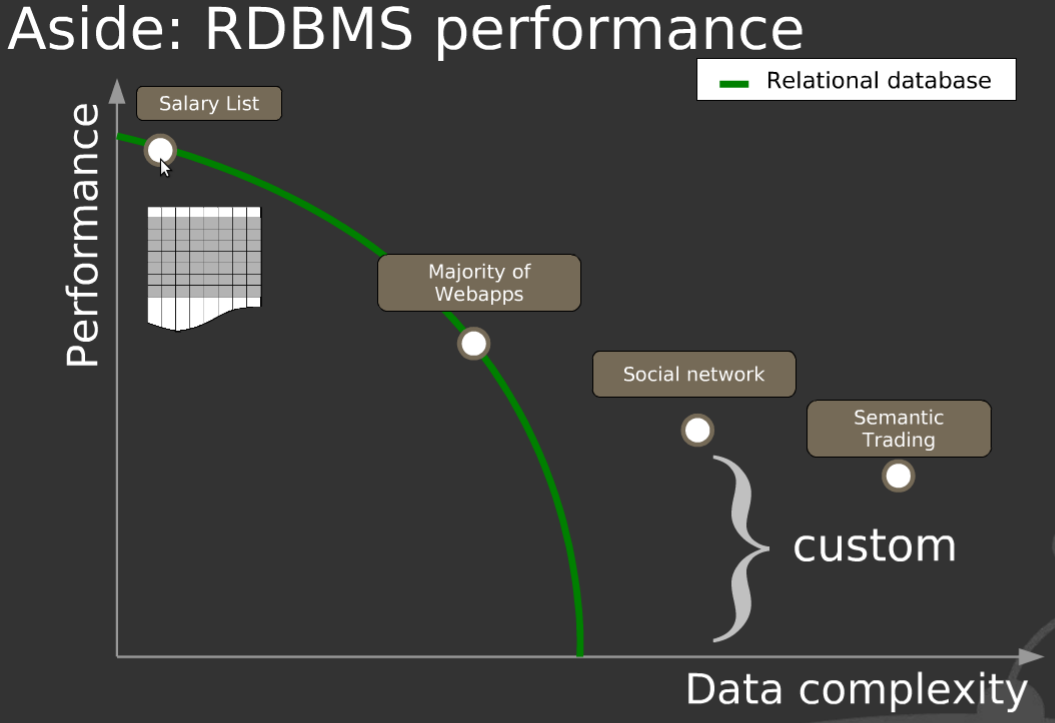 Aside: RDBMS performance
Relational database
Salary List
Performance
Majority of
Webapps
Social network
Semantic
Trading
custom
Data complexity